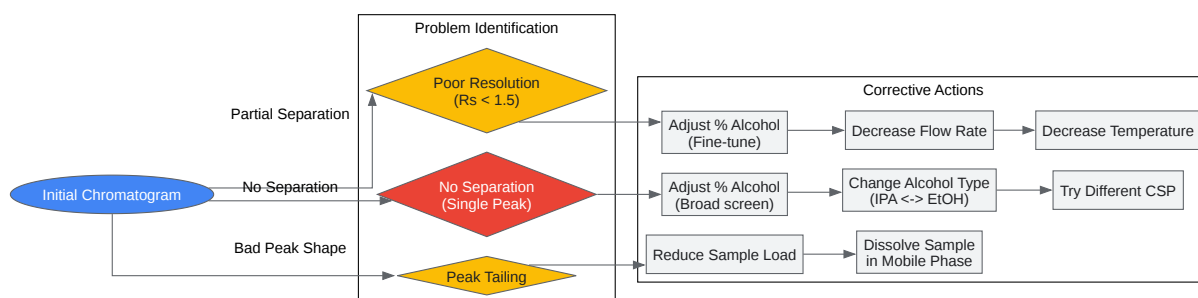 Problem Identification
Poor Resolution
(Rs < 1.5)
Partial Separation
Corrective Actions
Adjust % Alcohol
(Fine-tune)
Decrease Flow Rate
Decrease Temperature
Initial Chromatogram
No Separation
No Separation
(Single Peak)
Adjust % Alcohol
(Broad screen)
Change Alcohol Type
(IPA <-> EtOH)
Try Different CSP
Bad Peak Shape
Peak Tailing
Reduce Sample Load
Dissolve Sample
in Mobile Phase